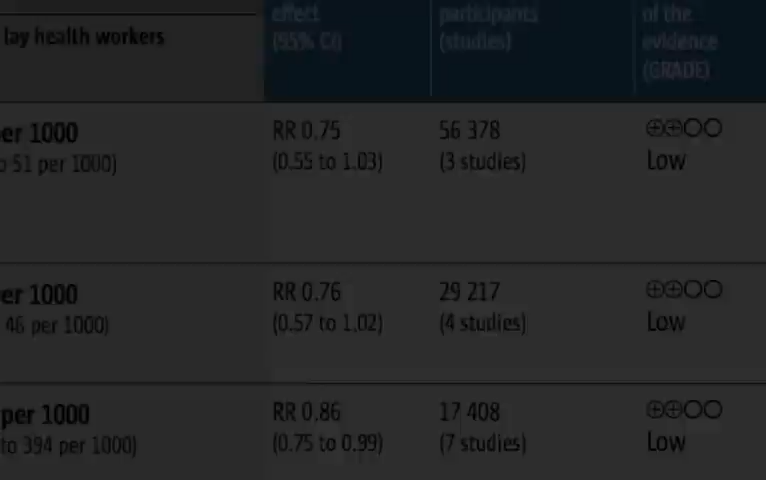 effect
(95% CI)
participants
(studies)
of the
evidence
(GRADE)
lay health workers
er 1000
51 per 1000)
RR 0.75
(0.55 to 1.03)
56 378
(3 studies)
⊕⊕○○
Low
er 1000
46 per 1000)
RR 0.76
(0.57 to 1.02)
29 217
(4 studies)
⊕⊕○○
Low
per 1000
to 394 per 1000)
RR 0.86
(0.75 to 0.99)
17 408
(7 studies)
⊕⊕○○
Low